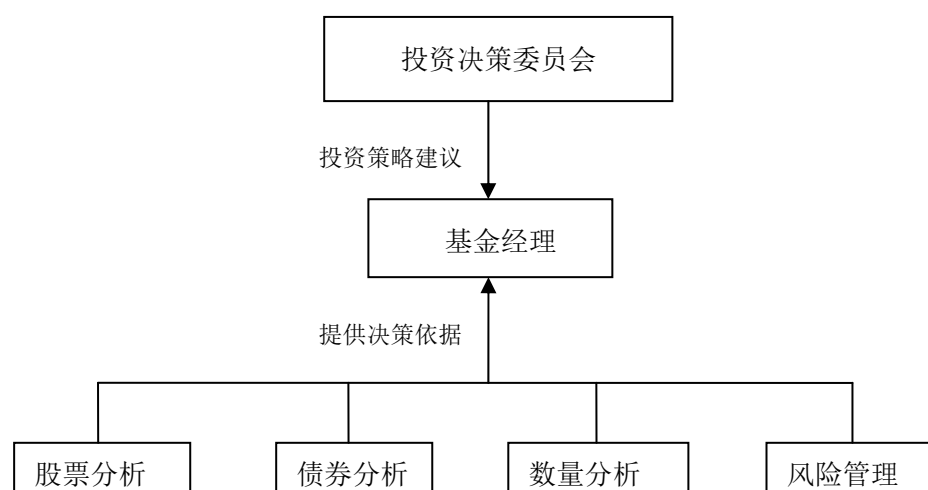 投资决策委员会
投资策略建议
基金经理
提供决策依据
股票分析
债券分析
数量分析
风险管理